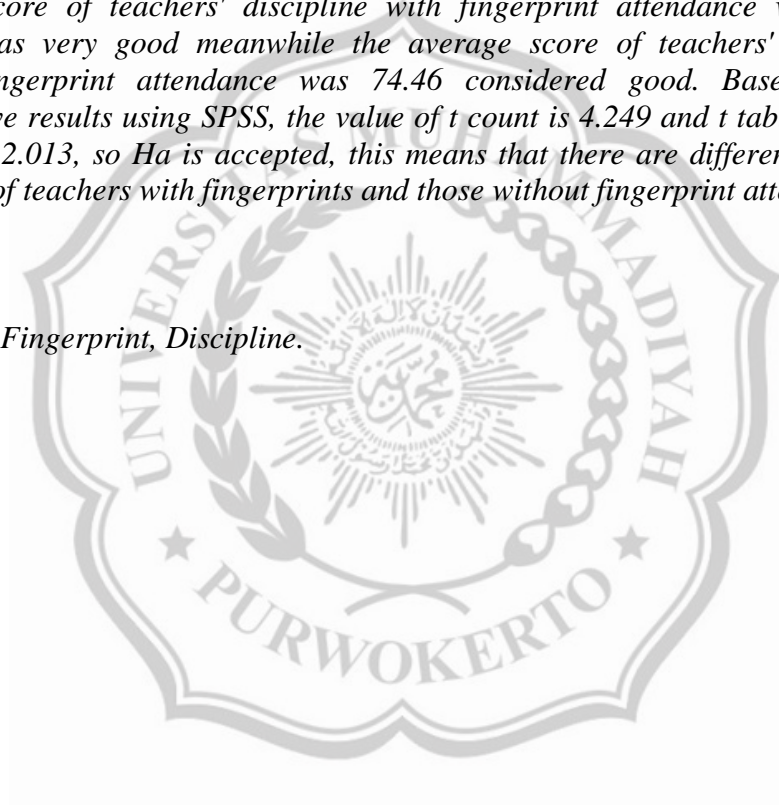 core of teachers' discipline with fingerprint attendance
as very good meanwhile the average score of teachers'
ngerprint attendance was 74.46 considered good. Base
e results using SPSS, the value of t count is 4.249 and t tab
2.013, so Ha is accepted, this means that there are differen
of teachers with fingerprints and those without fingerprint att
Fingerprint, Discipline.
UNIVERSITAS MUHAMMADIYAH
PURWOKERTO